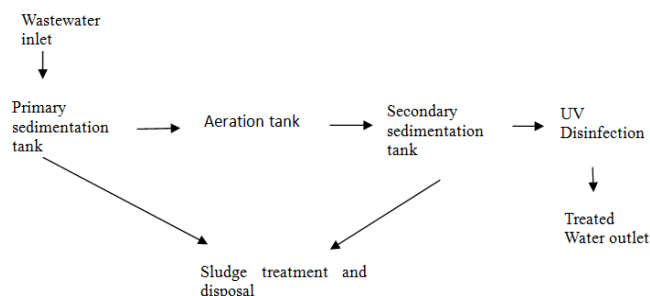 Wastewater
inlet
Primary
sedimentation
tank
Aeration tank
Secondary
sedimentation
tank
UV
Disinfection
Treated
Water outlet
Sludge treatment and
disposal